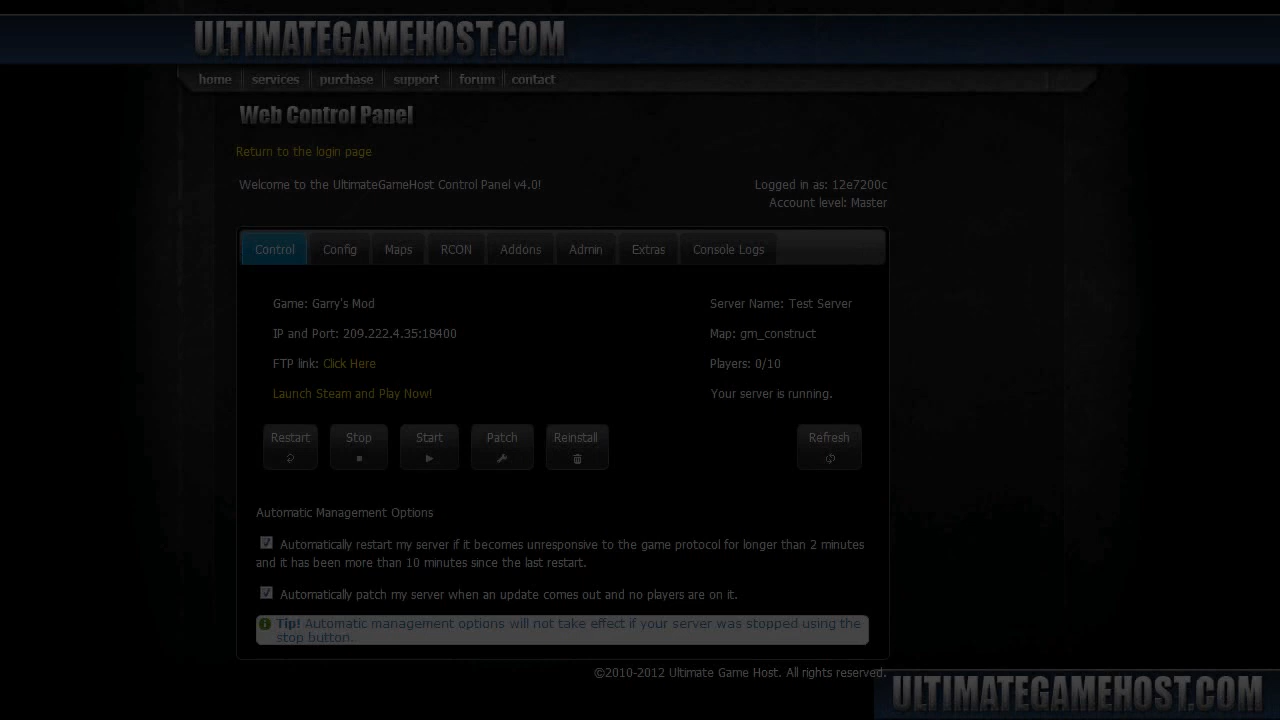 ULTIMATEGAMEHOST.COM
home services purchase support forum contact
Web Control Panel
Return to the login page
Welcome to the UltimateGameHost Control Panel v4.0!
Logged in as: 12e7200c
Account level: Master
Control Config Maps RCON Addons Admin Extras Console Logs
Game: Garry's Mod
Server Name: Test Server
IP and Port: 209.222.4.35:18400
Map: gm_construct
FTP link: Click Here
Players: 0/10
Launch Steam and Play Now!
Your server is running.
Restart Stop Start Patch Reinstall Refresh
Automatic Management Options
Automatically restart my server if it becomes unresponsive to the game protocol for longer than 2 minutes
and it has been more than 10 minutes since the last restart.
Automatically patch my server when an update comes out and no players are on it.
Tip! Automatic management options will not take effect if your server was stopped using the
stop button.
©2010-2012 Ultimate Game Host. All rights reserved.
ULTIMATEGAMEHOST.COM